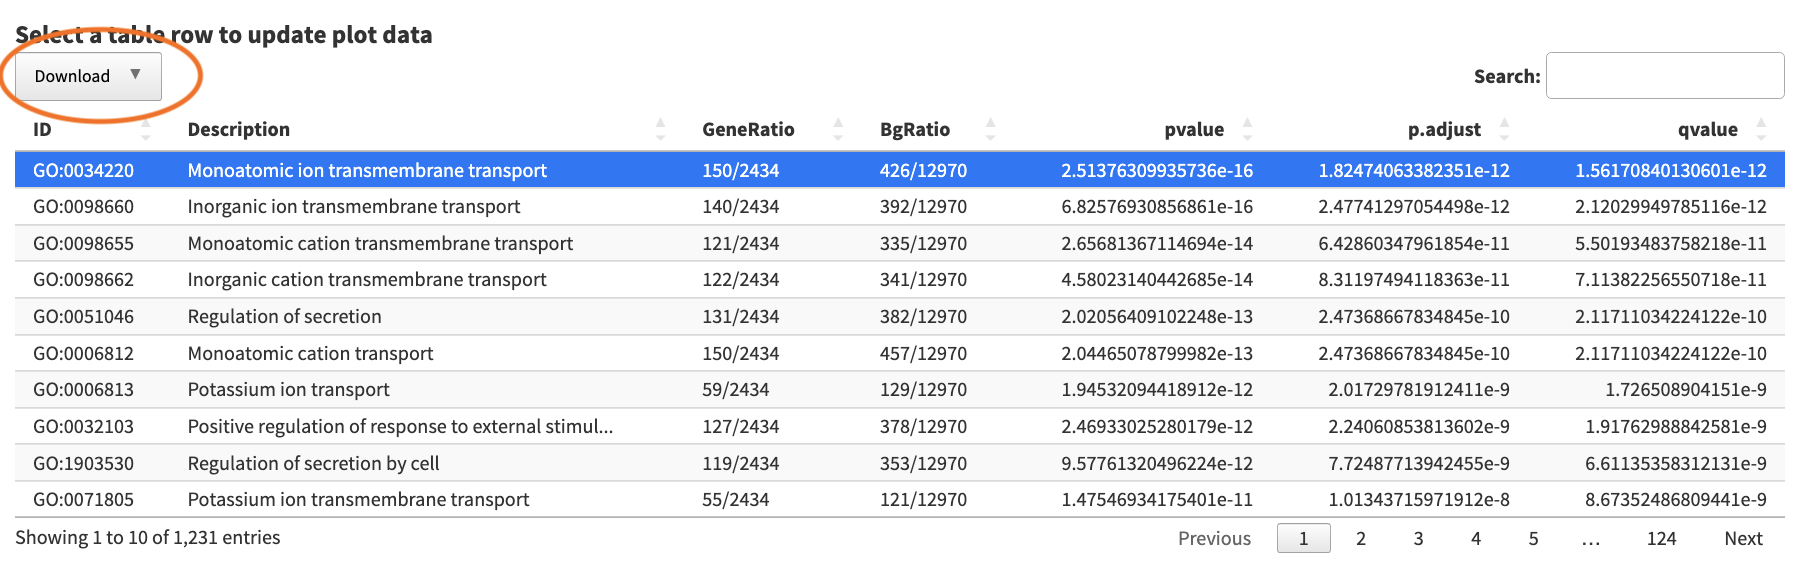 Select a table row to update plot data
Download ▼
Search:
ID Description GeneRatio BgRatio pvalue p.adjust qvalue
GO:0034220 Monoatomic ion transmembrane transport 150/2434 426/12970 2.51376309935736e-16 1.82474063382351e-12 1.56170840130601e-12
GO:0098660 Inorganic ion transmembrane transport 140/2434 392/12970 6.82576930856861e-16 2.47741297054498e-12 2.12029949785116e-12
GO:0098655 Monoatomic cation transmembrane transport 121/2434 335/12970 2.65681367114694e-14 6.42860347961854e-11 5.50193483758218e-11
GO:0098662 Inorganic cation transmembrane transport 122/2434 341/12970 4.58023140442685e-14 8.31197494118363e-11 7.11382256550718e-11
GO:0051046 Regulation of secretion 131/2434 382/12970 2.02056409102248e-13 2.47368667834845e-10 2.11711034224122e-10
GO:0006812 Monoatomic cation transport 150/2434 457/12970 2.04465078799982e-13 2.47368667834845e-10 2.11711034224122e-10
GO:0006813 Potassium ion transport 59/2434 129/12970 1.94532094418912e-12 2.01729781912411e-9 1.726508904151e-9
GO:0032103 Positive regulation of response to external stimul... 127/2434 378/12970 2.46933025280179e-12 2.24060853813602e-9 1.91762988842581e-9
GO:1903530 Regulation of secretion by cell 119/2434 353/12970 9.57761320496224e-12 7.72487713942455e-9 6.61135358312131e-9
GO:0071805 Potassium ion transmembrane transport 55/2434 121/12970 1.47546934175401e-11 1.01343715971912e-8 8.67352486809441e-9
Showing 1 to 10 of 1,231 entries Previous 1 2 3 4 5 … 124 Next